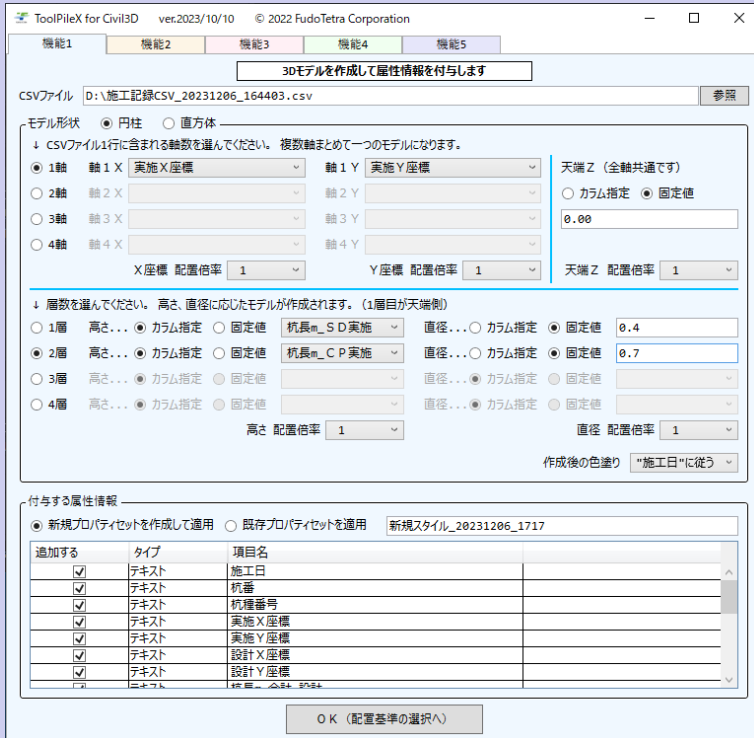 ToolPileX for Civil3D ver.2023/10/10 © 2022 FudoTetra Corporation
機能1 機能2 機能3 機能4 機能5
3Dモデルを作成して属性情報を付与します
CSVファイル D:\施工記録CSV_20231206_164403.csv 参照
モデル形状 円柱 直方体
↓ CSVファイル1行に含まれる軸数を選んでください。 複数軸まとめて一つのモデルになります。
1軸 軸1 X 実施X座標 軸1 Y 実施Y座標 天端Z (全軸共通です)
2軸 軸2 X 軸2 Y カラム指定 固定値
3軸 軸3 X 軸3 Y 0.00
4軸 軸4 X 軸4 Y
X座標 配置倍率 1 Y座標 配置倍率 1 天端Z 配置倍率 1
↓ 層数を選んでください。 高さ、直径に応じたモデルが作成されます。(1層目が天端側)
1層 高さ... カラム指定 固定値 杭長m_SD実施 直径... カラム指定 固定値 0.4
2層 高さ... カラム指定 固定値 杭長m_CP実施 直径... カラム指定 固定値 0.7
3層 高さ... カラム指定 固定値 直径... カラム指定 固定値
4層 高さ... カラム指定 固定値 直径... カラム指定 固定値
高さ 配置倍率 1 直径 配置倍率 1
作成後の色塗り "施工日"に従う
付与する属性情報
新規プロパティセットを作成して適用 既存プロパティセットを適用 新規スタイル_20231206_1717
追加する タイプ 項目名
テキスト 施工日
テキスト 杭番
テキスト 杭種番号
テキスト 実施X座標
テキスト 実施Y座標
テキスト 設計X座標
テキスト 設計Y座標
テキスト 杭長m_合計_設計
OK (配置基準の選択へ)